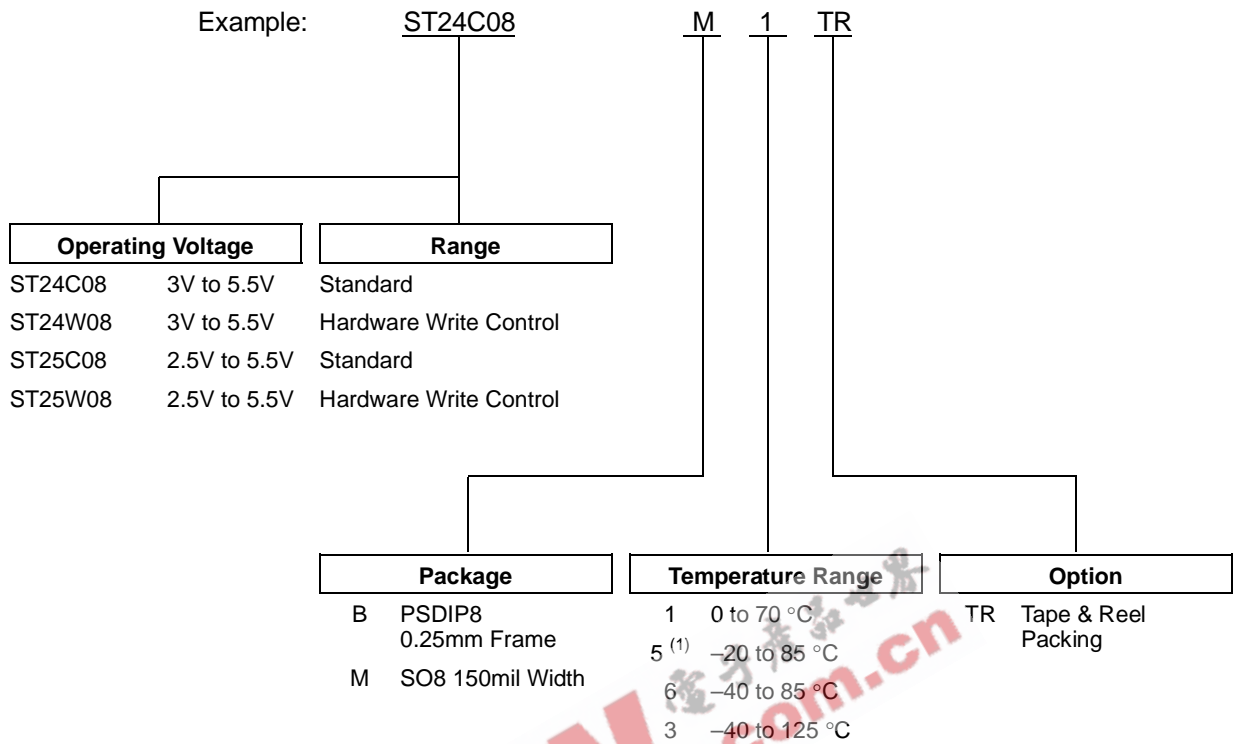 Example: ST24C08 M 1 TR
Operating Voltage Range
ST24C08 3V to 5.5V Standard
ST24W08 3V to 5.5V Hardware Write Control
ST25C08 2.5V to 5.5V Standard
ST25W08 2.5V to 5.5V Hardware Write Control
Package
B PSDIP8
0.25mm Frame
M SO8 150mil Width
Temperature Range
1 0 to 70 °C
5 (1) –20 to 85 °C
6 –40 to 85 °C
3 –40 to 125 °C
Option
TR Tape & Reel
Packing
.com.cn